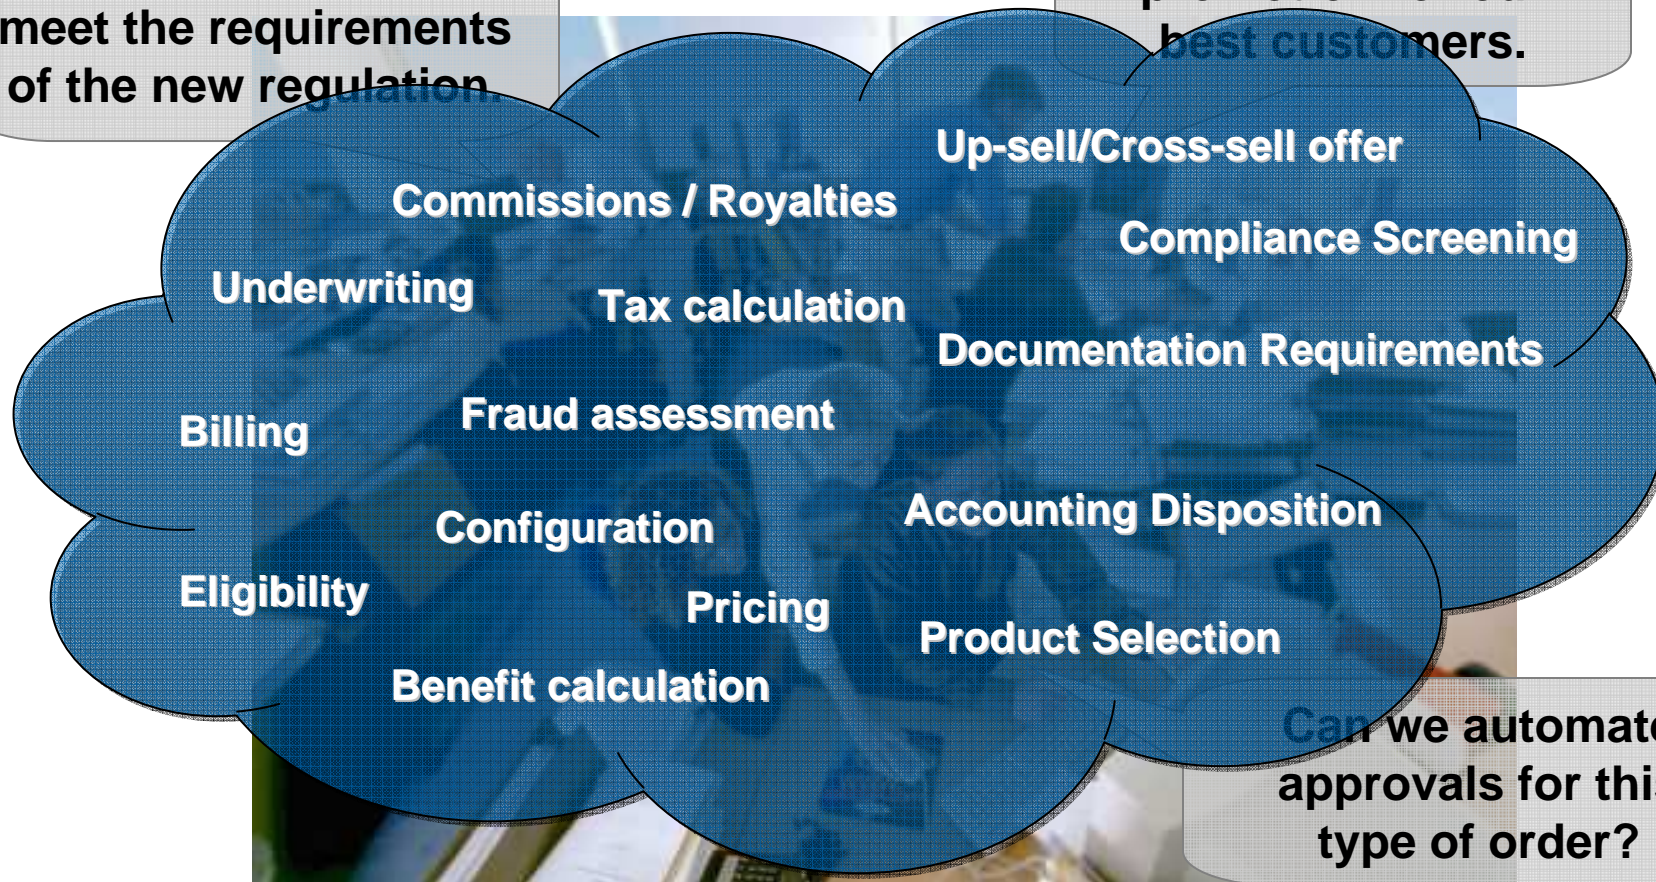 meet the requirements
of the new regulation.
best customers.
Up-sell/Cross-sell offer
Commissions / Royalties
Compliance Screening
Underwriting
Tax calculation
Documentation Requirements
Fraud assessment
Billing
Accounting Disposition
Configuration
Eligibility
Pricing
Product Selection
Benefit calculation
Can we automate
approvals for this
type of order?